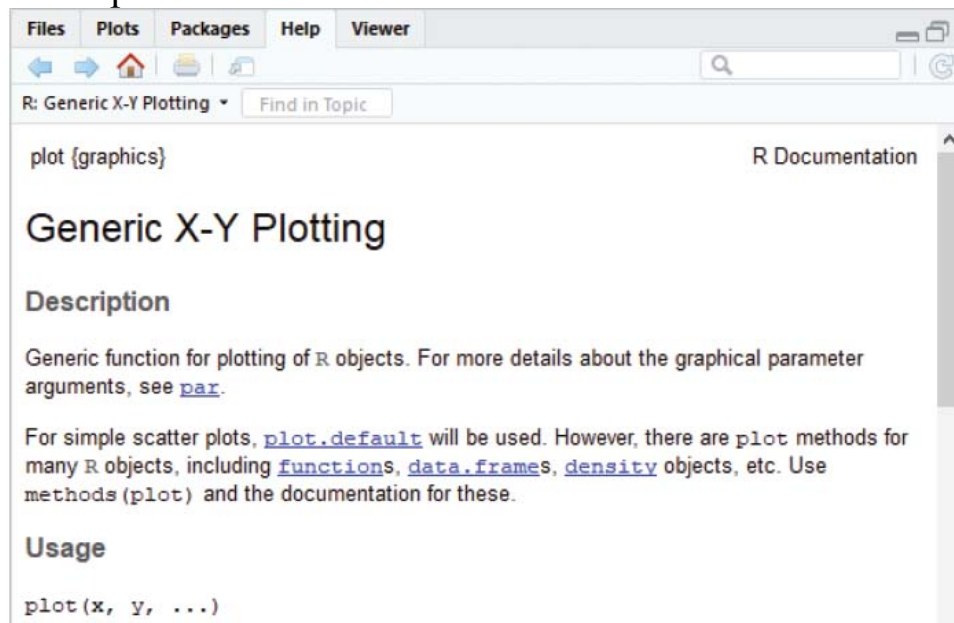 Files Plots Packages Help Viewer
R: Generic X-Y Plotting Find in Topic
plot {graphics} R Documentation
Generic X-Y Plotting
Description
Generic function for plotting of R objects. For more details about the graphical parameter
arguments, see par.
For simple scatter plots, plot.default will be used. However, there are plot methods for
many R objects, including functions, data.frames, density objects, etc. Use
methods(plot) and the documentation for these.
Usage
plot(x, y, ...)